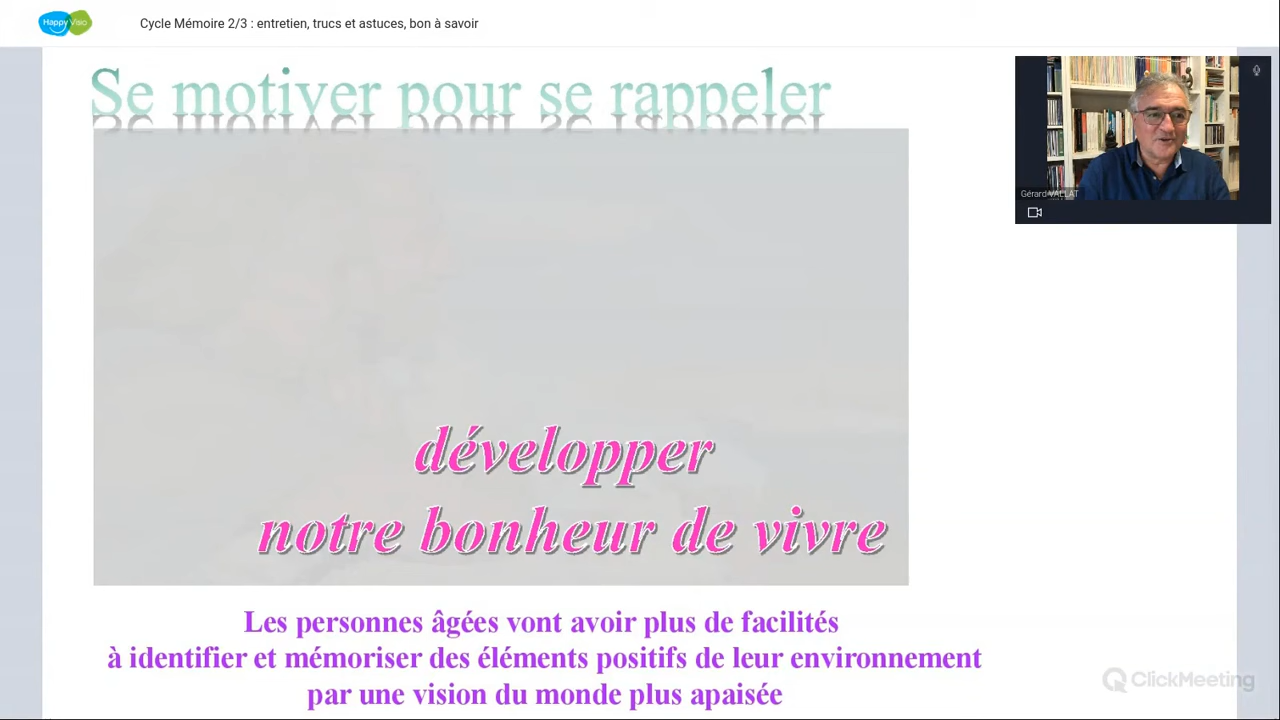 Happy Visio
Cycle Mémoire 2/3 : entretien, trucs et astuces, bon à savoir
Se motiver pour se rappeler
Gérard VALLAT
développer
notre bonheur de vivre
Les personnes âgées vont avoir plus de facilités
à identifier et mémoriser des éléments positifs de leur environnement
par une vision du monde plus apaisée
ClickMeeting